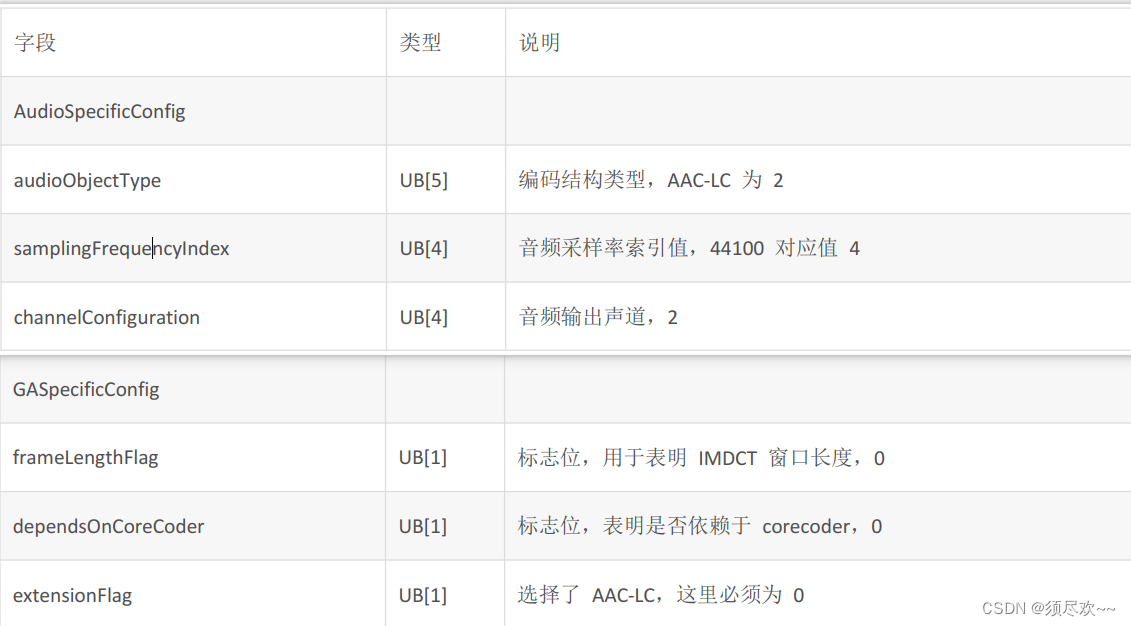 字段 类型 说明
AudioSpecificConfig
audioObjectType UB[5] 编码结构类型，AAC-LC 为 2
samplingFrequencyIndex UB[4] 音频采样率索引值，44100 对应值 4
channelConfiguration UB[4] 音频输出声道，2
GASpecificConfig
frameLengthFlag UB[1] 标志位，用于表明 IMDCT 窗口长度，0
dependsOnCoreCoder UB[1] 标志位，表明是否依赖于 corecoder，0
extensionFlag UB[1] 选择了 AAC-LC，这里必须为 0
CSDN @须尽欢~~